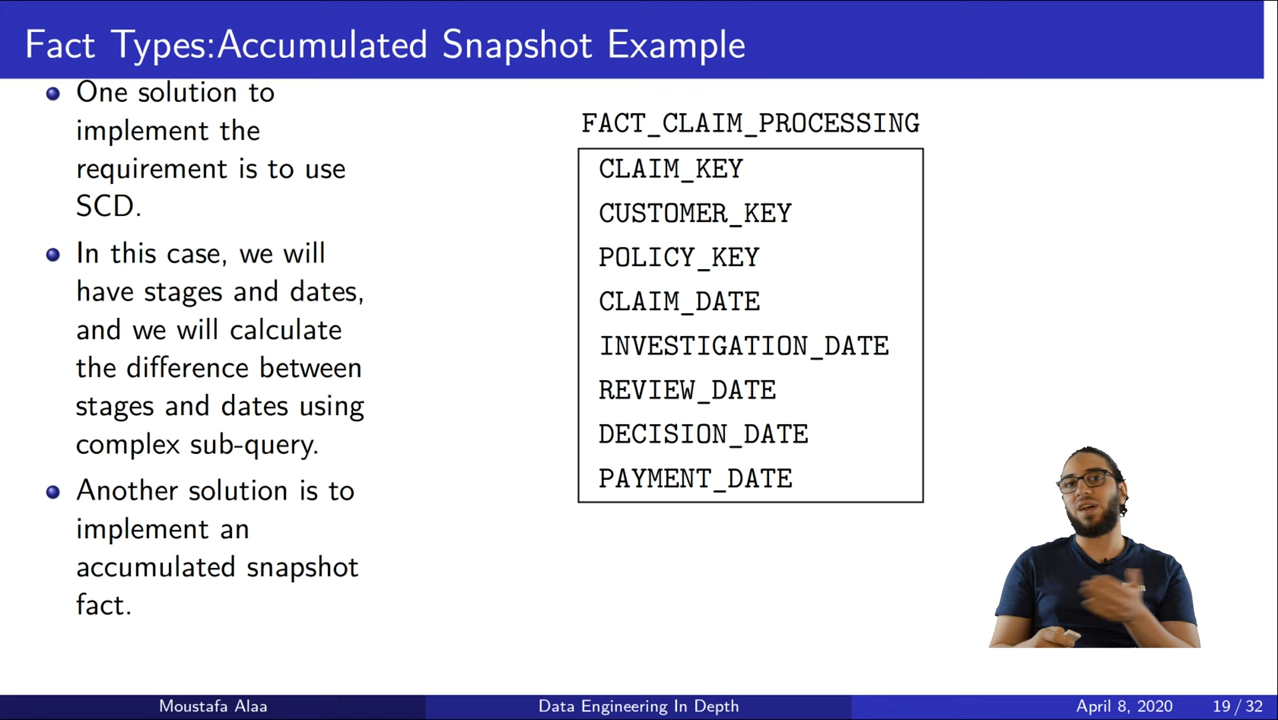 Fact Types:Accumulated Snapshot Example
One solution to
implement the
requirement is to use
SCD.
In this case, we will
have stages and dates,
and we will calculate
the difference between
stages and dates using
complex sub-query.
Another solution is to
implement an
accumulated snapshot
fact.
FACT_CLAIM_PROCESSING
CLAIM_KEY
CUSTOMER_KEY
POLICY_KEY
CLAIM_DATE
INVESTIGATION_DATE
REVIEW_DATE
DECISION_DATE
PAYMENT_DATE
Moustafa Alaa Data Engineering In Depth April 8, 2020 19 / 32